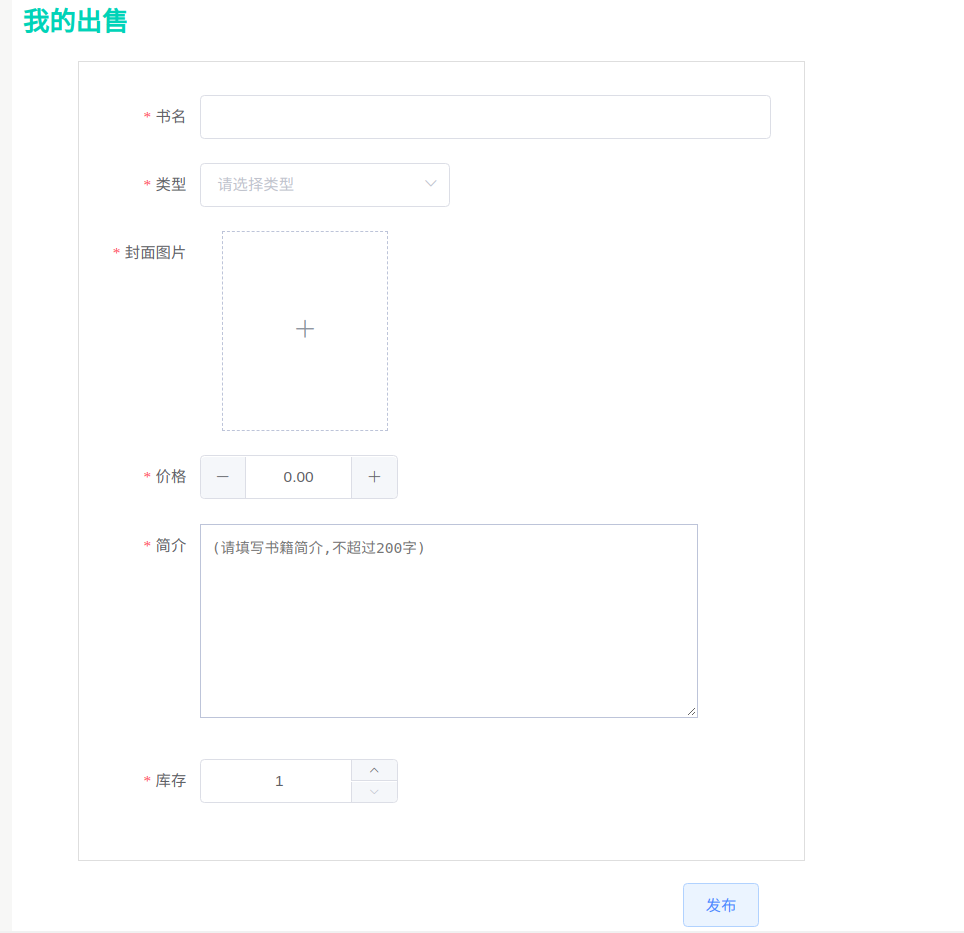 我的出售
* 书名
* 类型 请选择类型
* 封面图片
* 价格 0.00
* 简介 (请填写书籍简介,不超过200字)
* 库存 1
发布